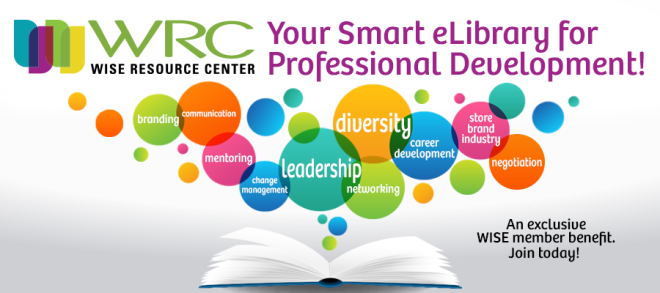 WRC
WISE RESOURCE CENTER
Your Smart eLibrary for
Professional Development!
branding
communication
mentoring
change
management
leadership
diversity
networking
career
development
store
brand
industry
negotiation
An exclusive
WISE member benefit.
Join today!